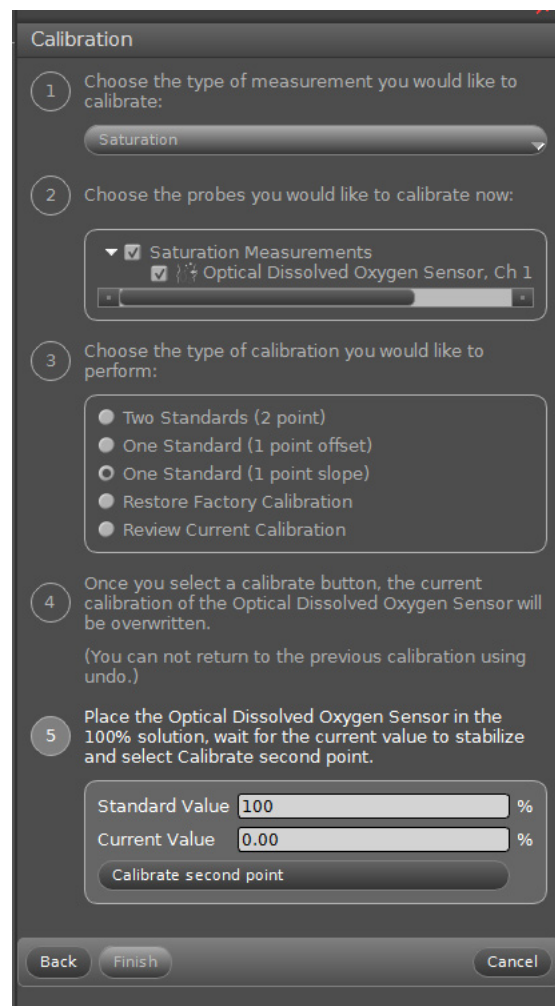 Calibration
1
Choose the type of measurement you would like to
calibrate:
Saturation
2
Choose the probes you would like to calibrate now:
Saturation Measurements
Optical Dissolved Oxygen Sensor, Ch 1
3
Choose the type of calibration you would like to
perform:
Two Standards (2 point)
One Standard (1 point offset)
One Standard (1 point slope)
Restore Factory Calibration
Review Current Calibration
4
Once you select a calibrate button, the current
calibration of the Optical Dissolved Oxygen Sensor will
be overwritten.
(You can not return to the previous calibration using
undo.)
5
Place the Optical Dissolved Oxygen Sensor in the
100% solution, wait for the current value to stabilize
and select Calibrate second point.
Standard Value 100 %
Current Value 0.00 %
Calibrate second point
Back Finish Cancel